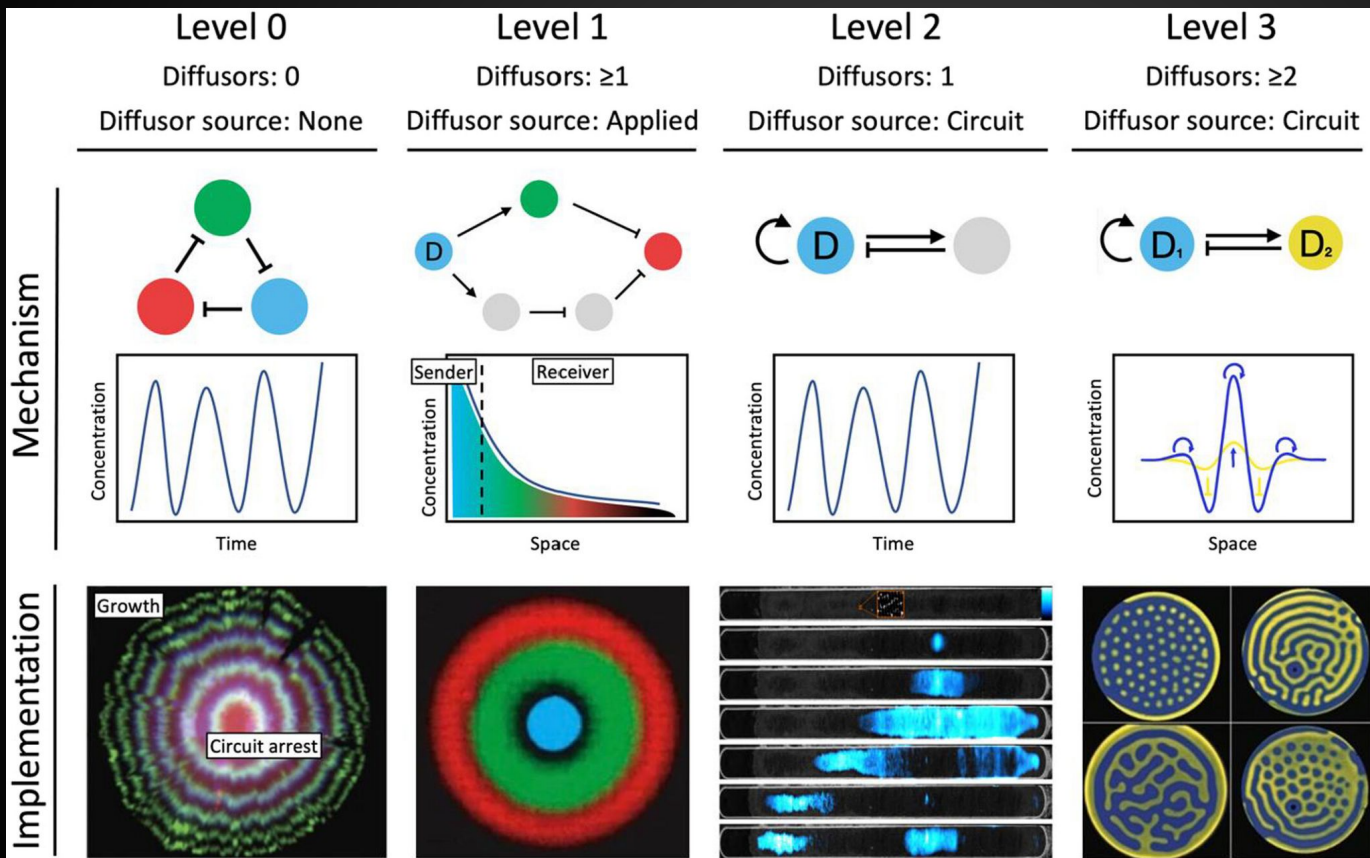 Level 0
Diffusors: 0
Diffusor source: None
Level 1
Diffusors: ≥1
Diffusor source: Applied
Level 2
Diffusors: 1
Diffusor source: Circuit
Level 3
Diffusors: ≥2
Diffusor source: Circuit
Mechanism
D
D
D₁
D₂
Concentration
Time
Sender
Receiver
Concentration
Space
Concentration
Time
Concentration
Space
Implementation
Growth
Circuit arrest